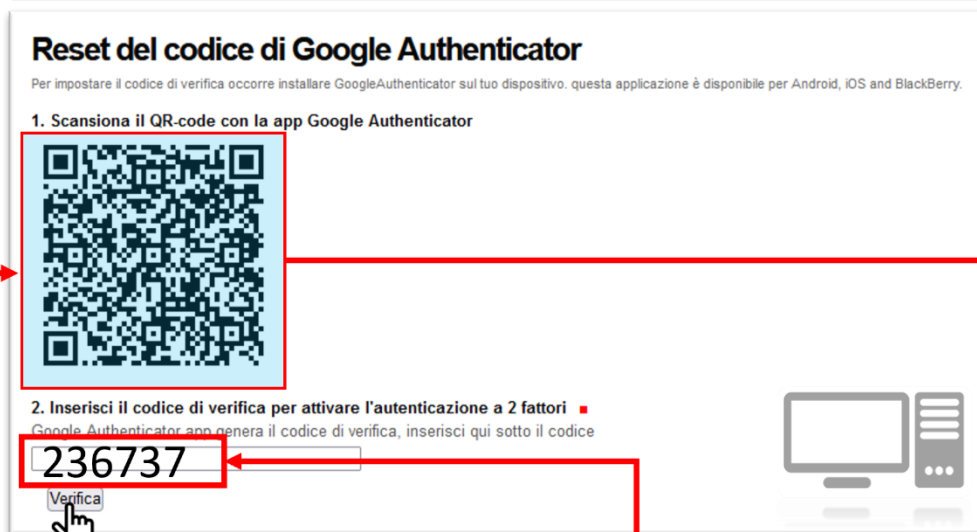 Reset del codice di Google Authenticator
Per impostare il codice di verifica occorre installare GoogleAuthenticator sul tuo dispositivo. questa applicazione è disponibile per Android, iOS and BlackBerry.
1. Scansiona il QR-code con la app Google Authenticator
2. Inserisci il codice di verifica per attivare l'autenticazione a 2 fattori
Google Authenticator app genera il codice di verifica, inserisci qui sotto il codice
236737
Verifica